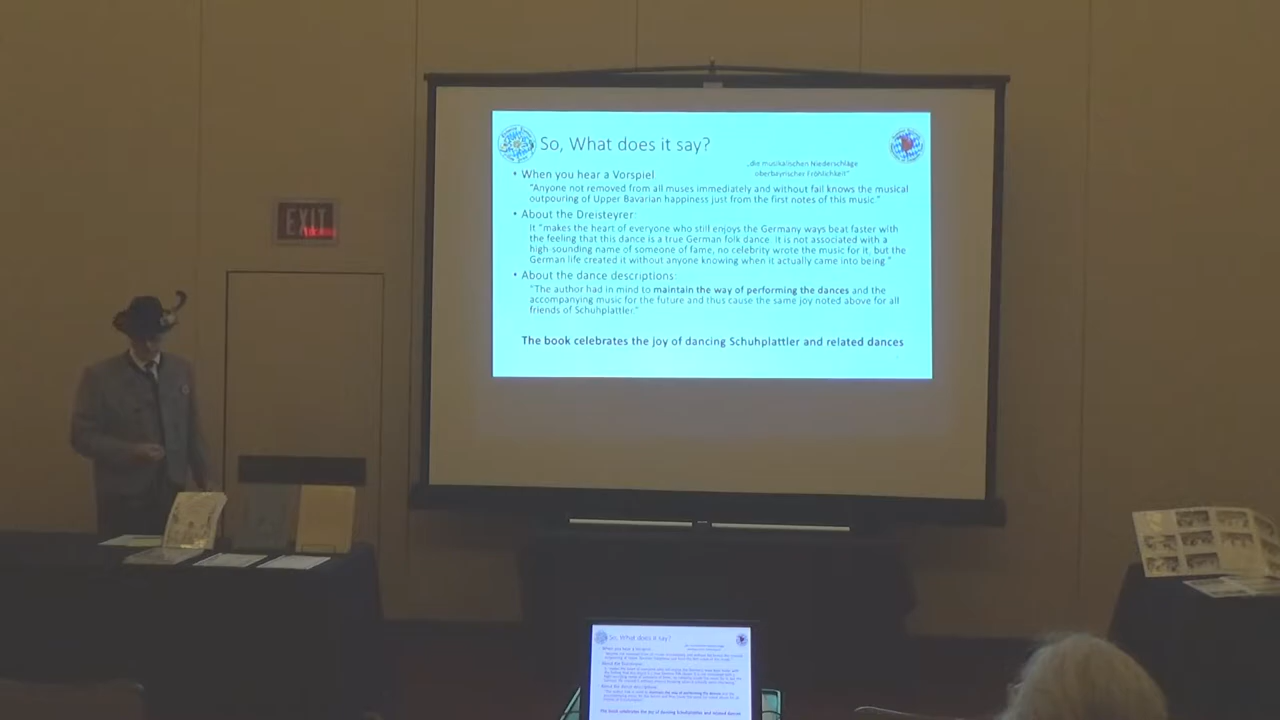 So, What does it say?
„die musikalischen Niederschläge
oberbayrischer Fröhlichkeit"
• When you hear a Vorspiel
"Anyone not removed from all muses immediately and without fail knows the musical
outpouring of Upper Bavarian happiness just from the first notes of this music."
• About the Dreisteyrer:
It "makes the heart of everyone who still enjoys the Germany ways beat faster with
the feeling that this dance is a true German folk dance. It is not associated with a
high sounding name of someone of fame, no celebrity wrote the music for it, but the
German life created it without anyone knowing when it actually came into being."
• About the dance descriptions:
"The author had in mind to maintain the way of performing the dances and the
accompanying music for the future and thus cause the same joy noted above for all
friends of Schuhplattler"
The book celebrates the joy of dancing Schuhplattler and related dances
EXIT
So, What does it say?
The book celebrates the joy of dancing Schuhplattler and related dances